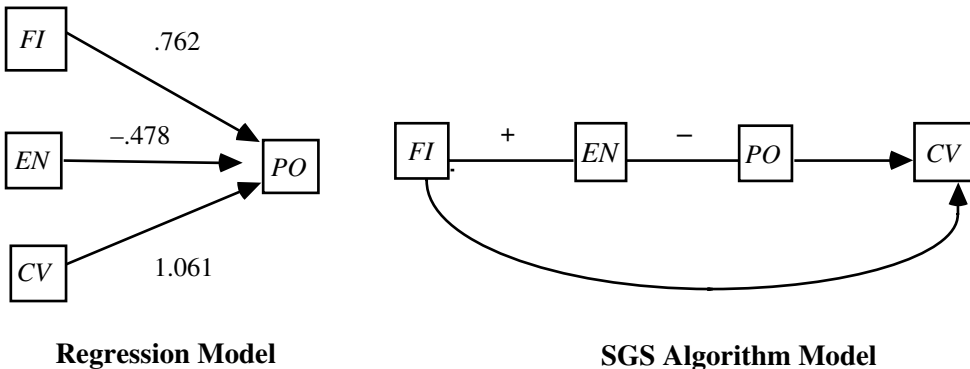 FI
.762
EN
–.478
PO
CV
1.061
Regression Model
FI
+
EN
–
PO
CV
SGS Algorithm Model